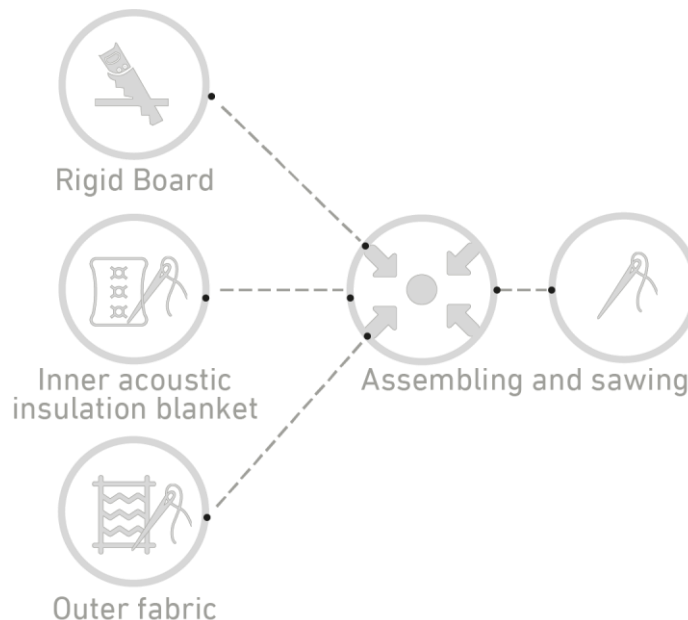 Rigid Board
Inner acoustic
insulation blanket
Assembling and sawing
Outer fabric